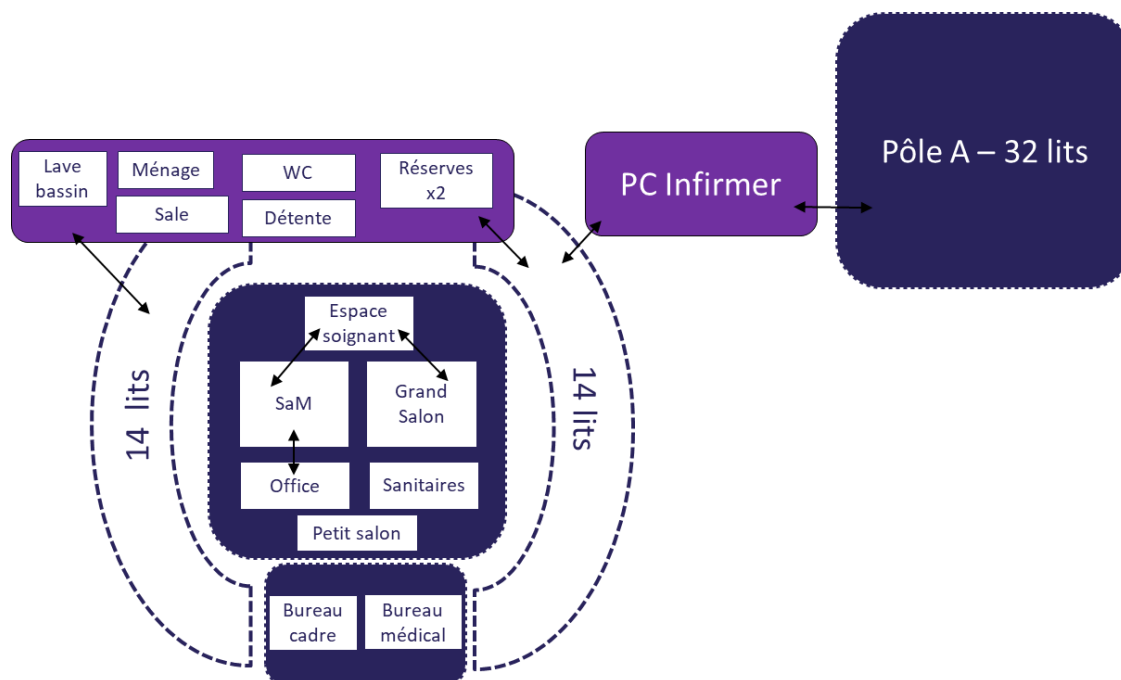 Pôle A – 32 lits
PC Infirmer
Lave
bassin
Ménage
WC
Réserves
x2
Sale
Détente
Espace
soignant
SaM
Grand
Salon
14 lits
14 lits
Office
Sanitaires
Petit salon
Bureau
cadre
Bureau
médical